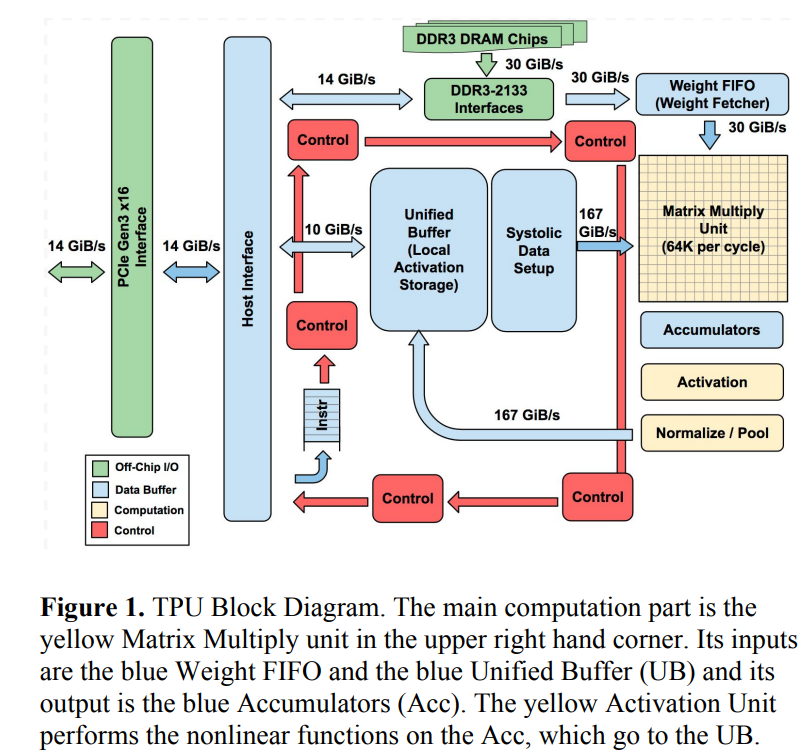 DDR3 DRAM Chips
30 GiB/s
14 GiB/s
DDR3-2133
Interfaces
30 GiB/s
Weight FIFO
(Weight Fetcher)
30 GiB/s
Control
Control
PCIe Gen3 x16
Interface
14 GiB/s
14 GiB/s
Host Interface
10 GiB/s
Unified
Buffer
(Local
Activation
Storage)
Systolic
Data
Setup
167
GiB/s
Matrix Multiply
Unit
(64K per cycle)
Control
Accumulators
Activation
Instr
167 GiB/s
Normalize / Pool
Off-Chip I/O
Data Buffer
Computation
Control
Control
Control
Figure 1. TPU Block Diagram. The main computation part is the
yellow Matrix Multiply unit in the upper right hand corner. Its inputs
are the blue Weight FIFO and the blue Unified Buffer (UB) and its
output is the blue Accumulators (Acc). The yellow Activation Unit
performs the nonlinear functions on the Acc, which go to the UB.